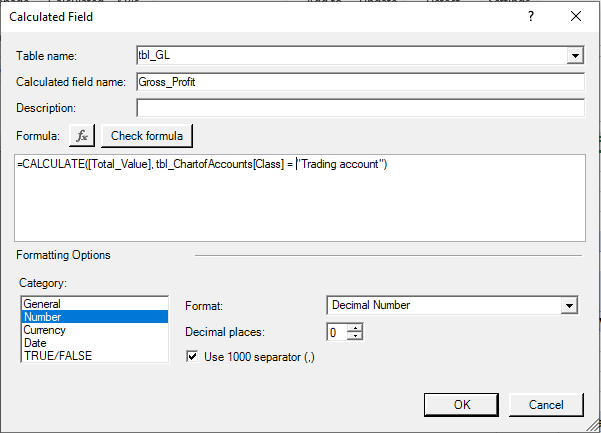 Calculated Field
Table name: tbl_GL
Calculated field name: Gross_Profit
Description:
Formula: fx Check formula
=CALCULATE([Total_Value], tbl_ChartofAccounts[Class] = "Trading account")
Formatting Options
Category:
General
Number
Currency
Date
TRUE/FALSE
Format: Decimal Number
Decimal places: 0
Use 1000 separator (,)
OK Cancel